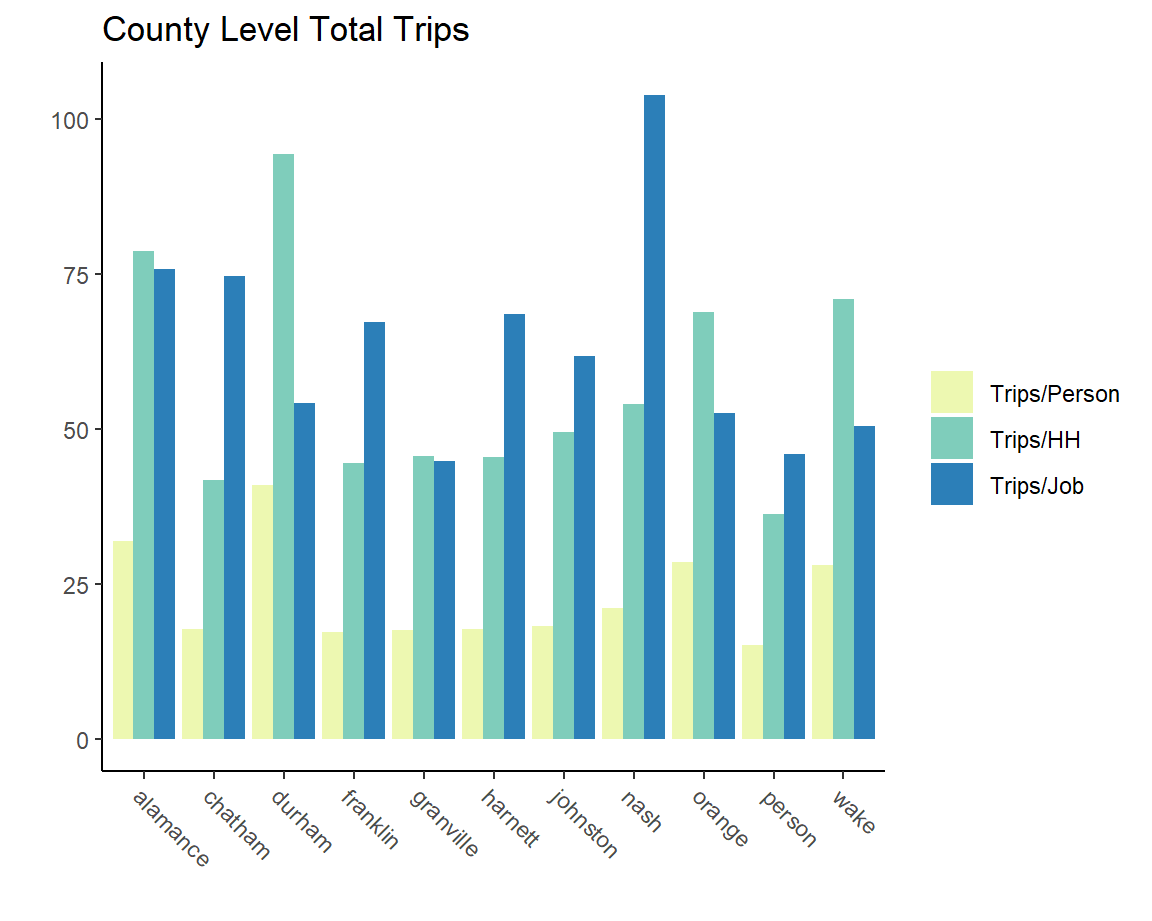 County Level Total Trips
100
75
50
25
0
alamance
chatham
durham
franklin
granville
harnett
johnston
nash
orange
person
wake
Trips/Person
Trips/HH
Trips/Job